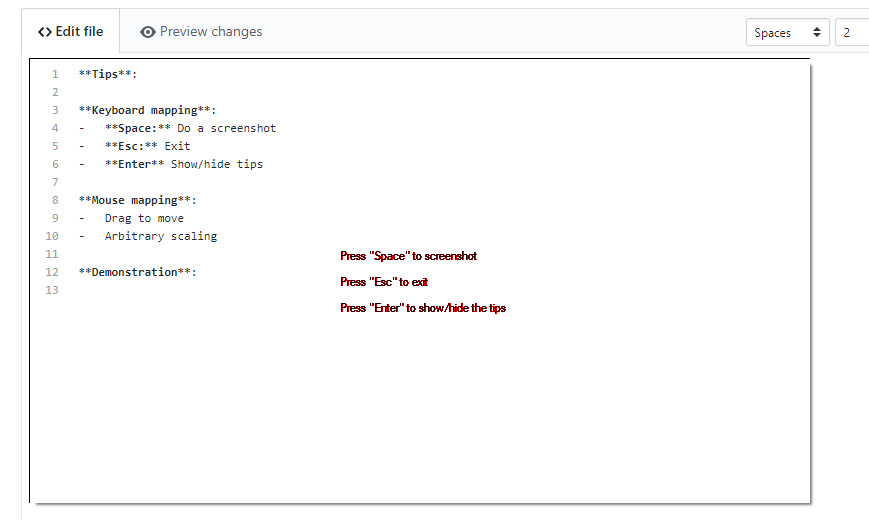 <> Edit file
Preview changes
Spaces
2
1 **Tips**:
2
3 **Keyboard mapping**:
4 -   **Space:** Do a screenshot
5 -   **Esc:** Exit
6 -   **Enter** Show/hide tips
7
8 **Mouse mapping**:
9 -   Drag to move
10 -   Arbitrary scaling
11
12 **Demonstration**:
13
Press "Space" to screenshot
Press "Esc" to exit
Press "Enter" to show/hide the tips